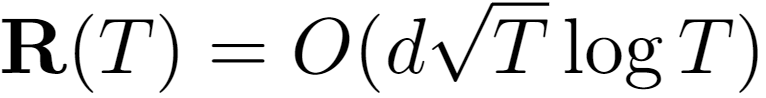 R(T) = O(d√T log T)